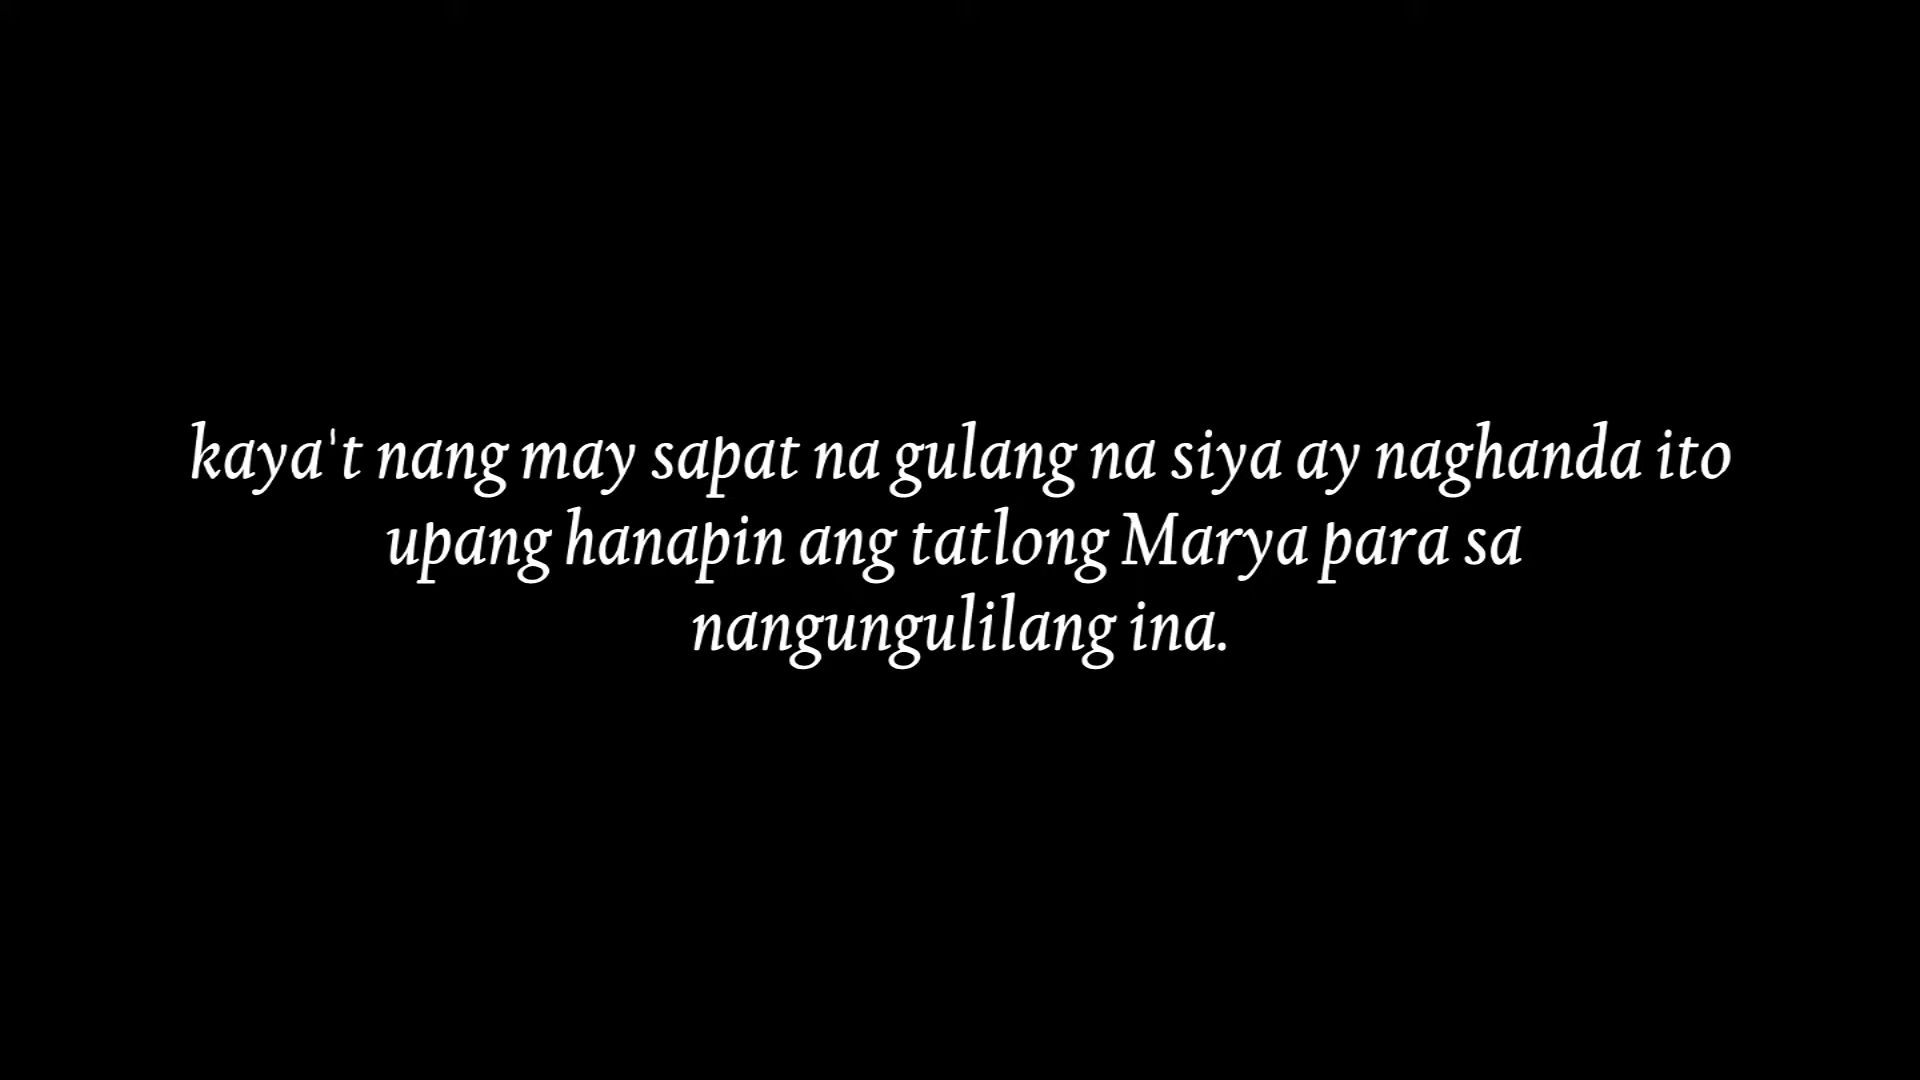 kaya't nang may sapat na gulang na siya ay naghanda ito
upang hanapin ang tatlong Marya para sa
nangungulilang ina.